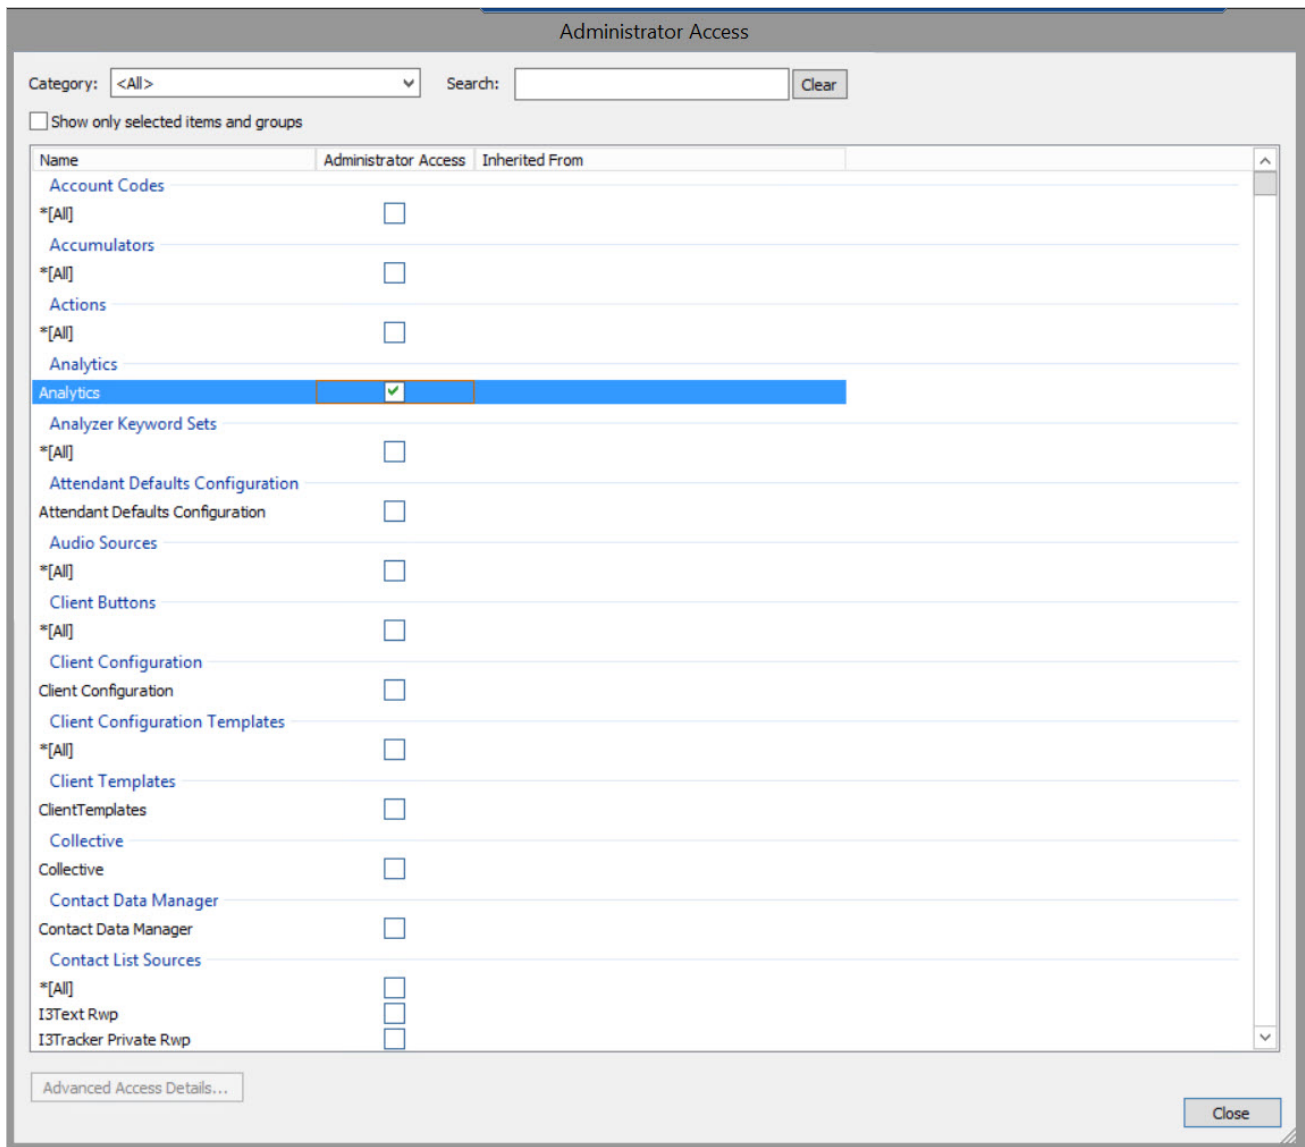 Administrator Access
Category: <All> Search: Clear
Show only selected items and groups
Name Administrator Access Inherited From
Account Codes
*[All]
Accumulators
*[All]
Actions
*[All]
Analytics
Analytics
Analyzer Keyword Sets
*[All]
Attendant Defaults Configuration
Attendant Defaults Configuration
Audio Sources
*[All]
Client Buttons
*[All]
Client Configuration
Client Configuration
Client Configuration Templates
*[All]
Client Templates
ClientTemplates
Collective
Collective
Contact Data Manager
Contact Data Manager
Contact List Sources
*[All]
I3Text Rwp
I3Tracker Private Rwp
Advanced Access Details...
Close